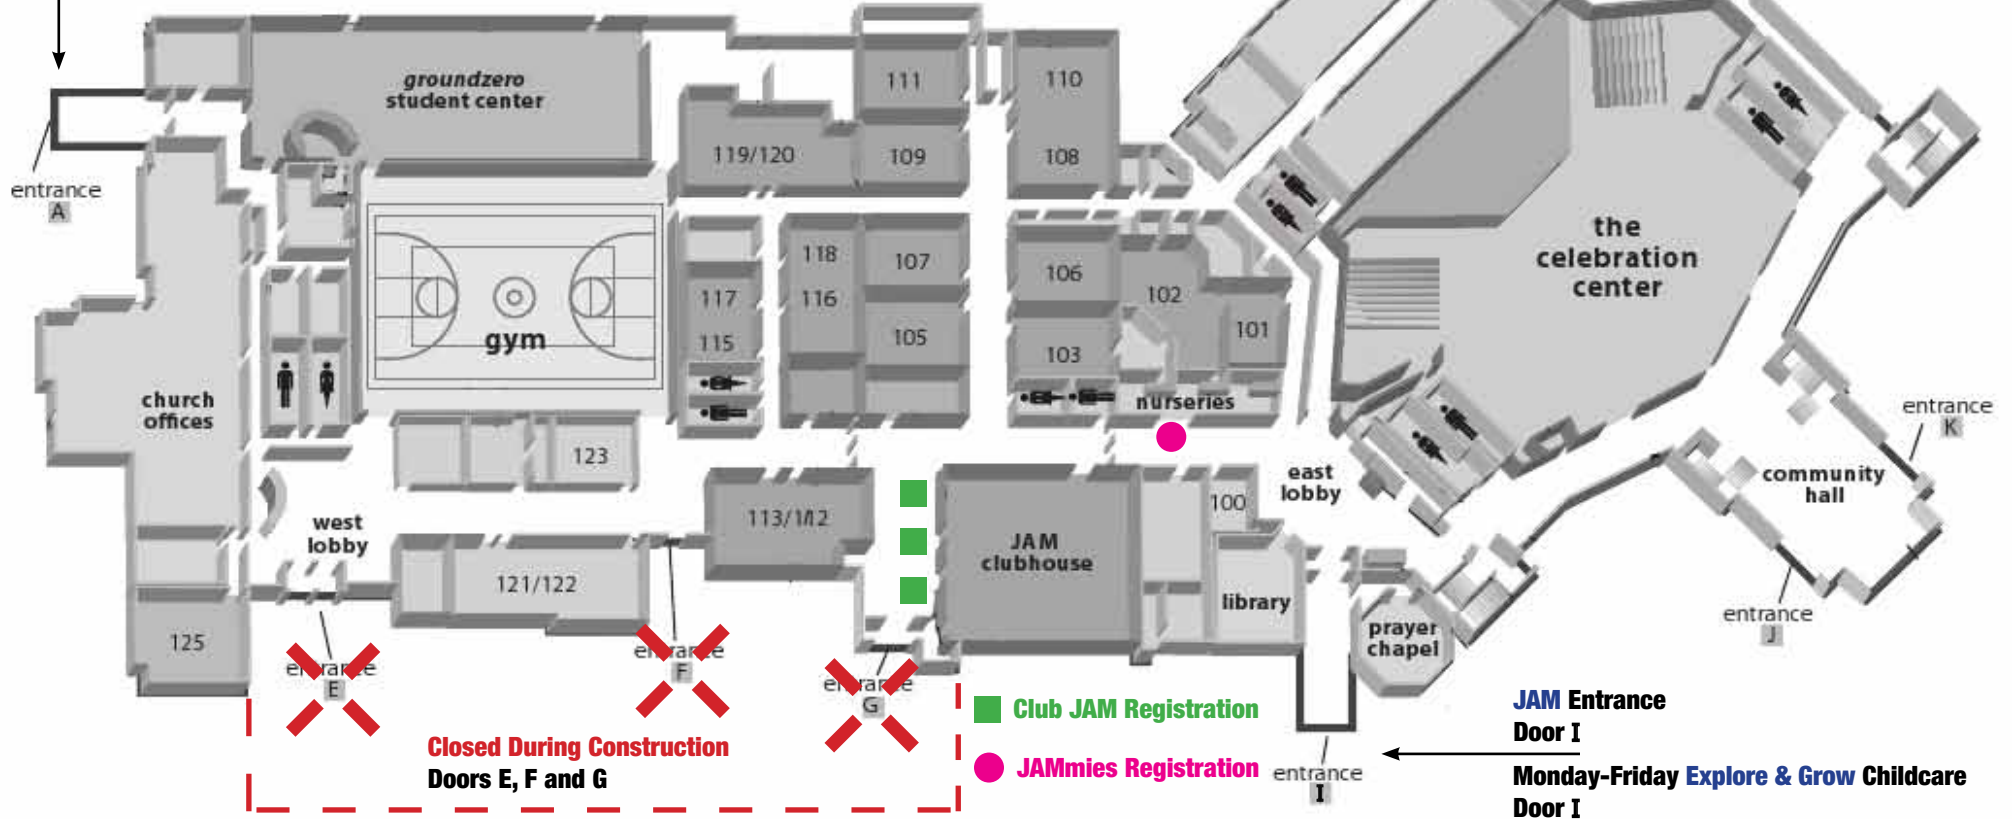 groundzero
student center
111
110
119/120
109
108
entrance
A
the
celebration
center
118
107
106
102
117
116
101
115
105
103
gym
church
offices
nurseries
entrance
K
123
east
lobby
community
hall
100
113/112
west
lobby
JAM
clubhouse
121/122
library
entrance
J
125
prayer
chapel
entrance
E
entrance
F
entrance
G
Club JAM Registration
JAM Entrance
Door I
Closed During Construction
Doors E, F and G
JAMmies Registration
entrance
I
Monday-Friday Explore & Grow Childcare
Door I